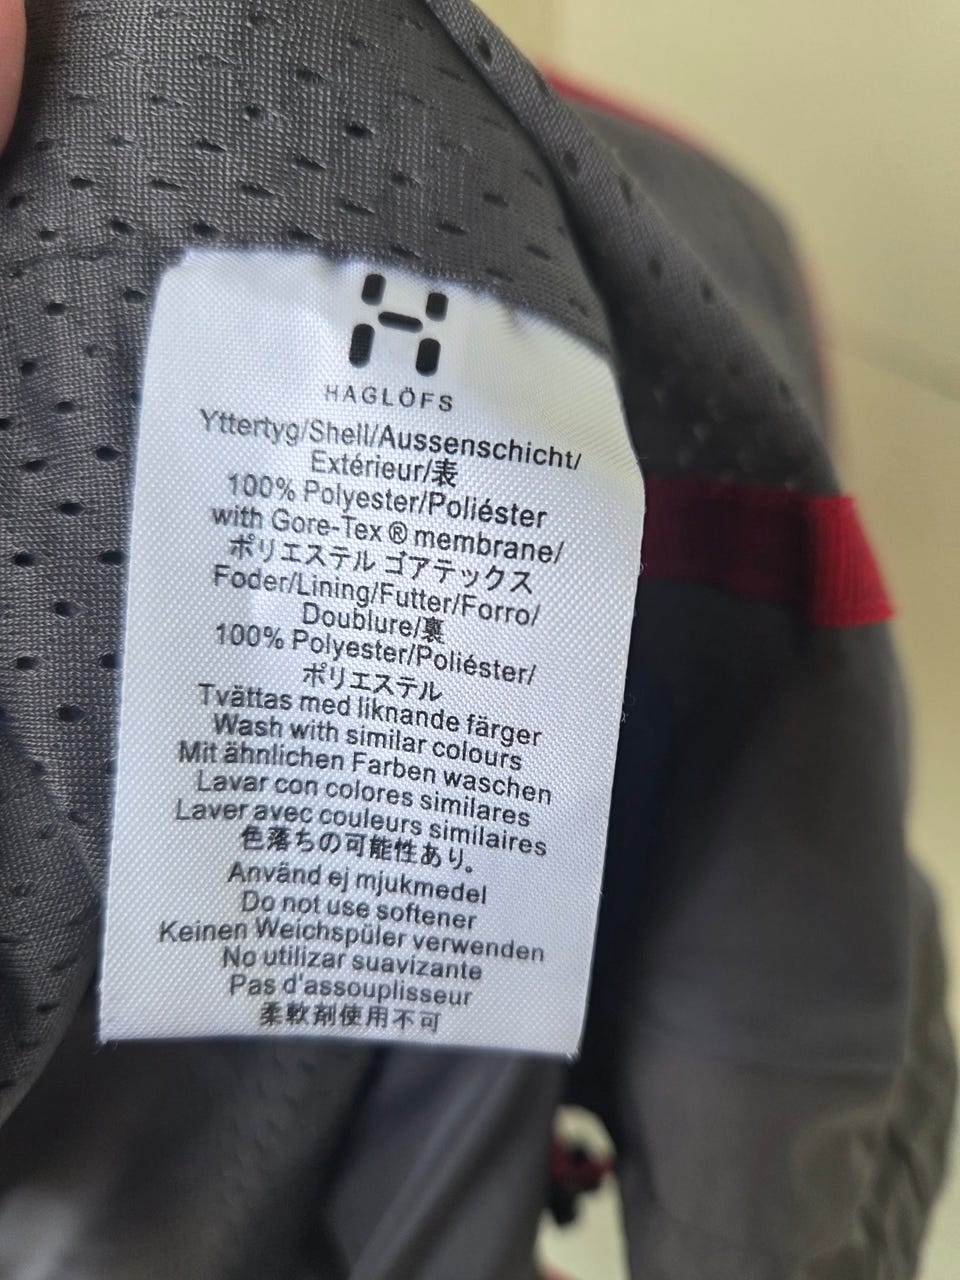 HAGLÖFS
Yttertyg/Shell/Aussenschicht/
Extérieur/表
100% Polyester/Poliéster
with Gore-Tex ® membrane/
ポリエステル ゴアテックス
Foder/Lining/Futter/Forro/
Doublure/裏
100% Polyester/Poliéster/
ポリエステル
Tvättas med liknande färger
Wash with similar colours
Mit ähnlichen Farben waschen
Lavar con colores similares
Laver avec couleurs similaires
色落ちの可能性あり。
Använd ej mjukmedel
Do not use softener
Keinen Weichspüler verwenden
No utilizar suavizante
Pas d'assouplisseur
柔軟剤使用不可